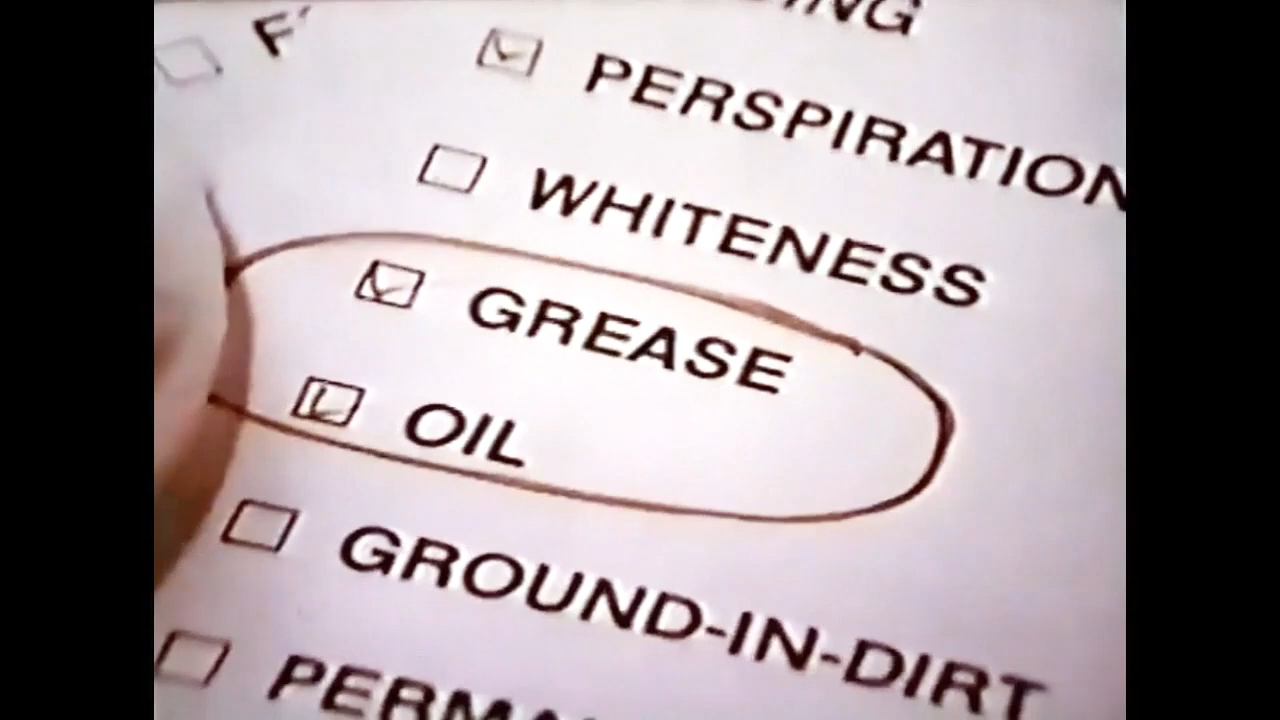 PERSPIRATION
WHITENESS
GREASE
OIL
GROUND-IN-DIRT